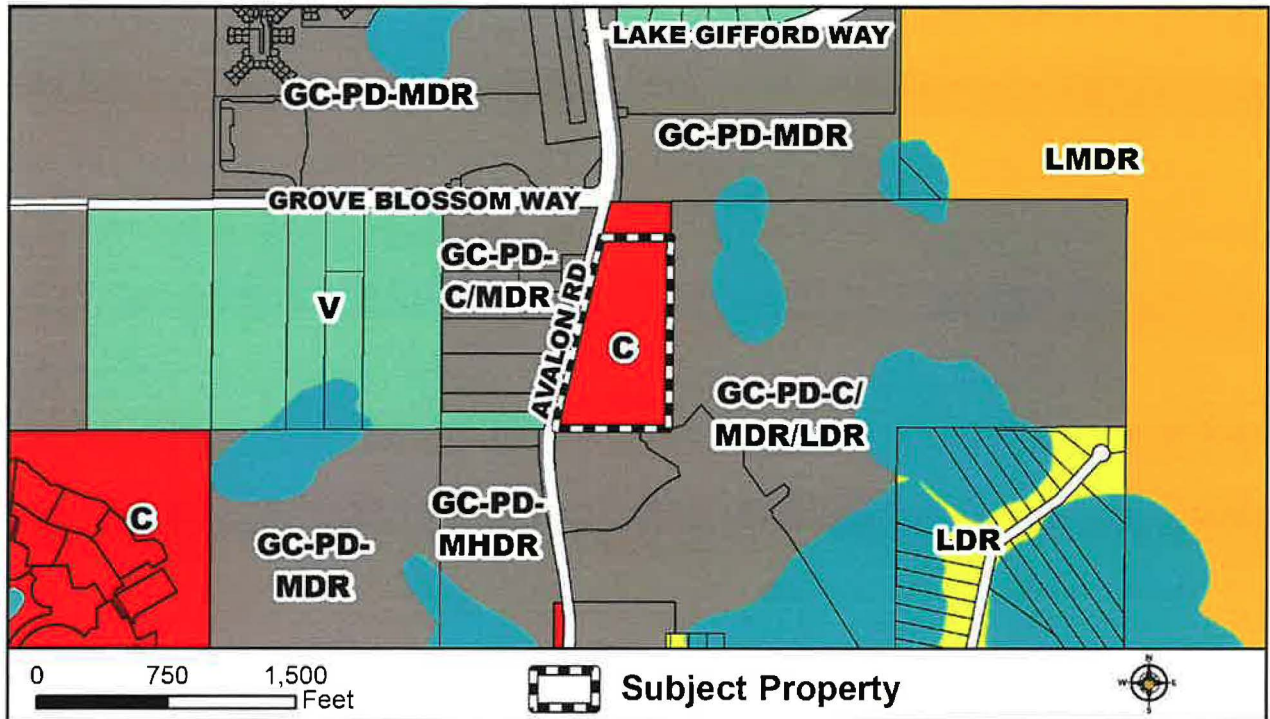 LAKE GIFFORD WAY
GC-PD-MDR
GC-PD-MDR
LMDR
GROVE BLOSSOM WAY
GC-PD-
C/MDR
V
AVALON RD
C
GC-PD-C/
MDR/LDR
C
GC-PD-
MHDR
GC-PD-
MDR
LDR
0 750 1,500
Feet
Subject Property
N
W E
S